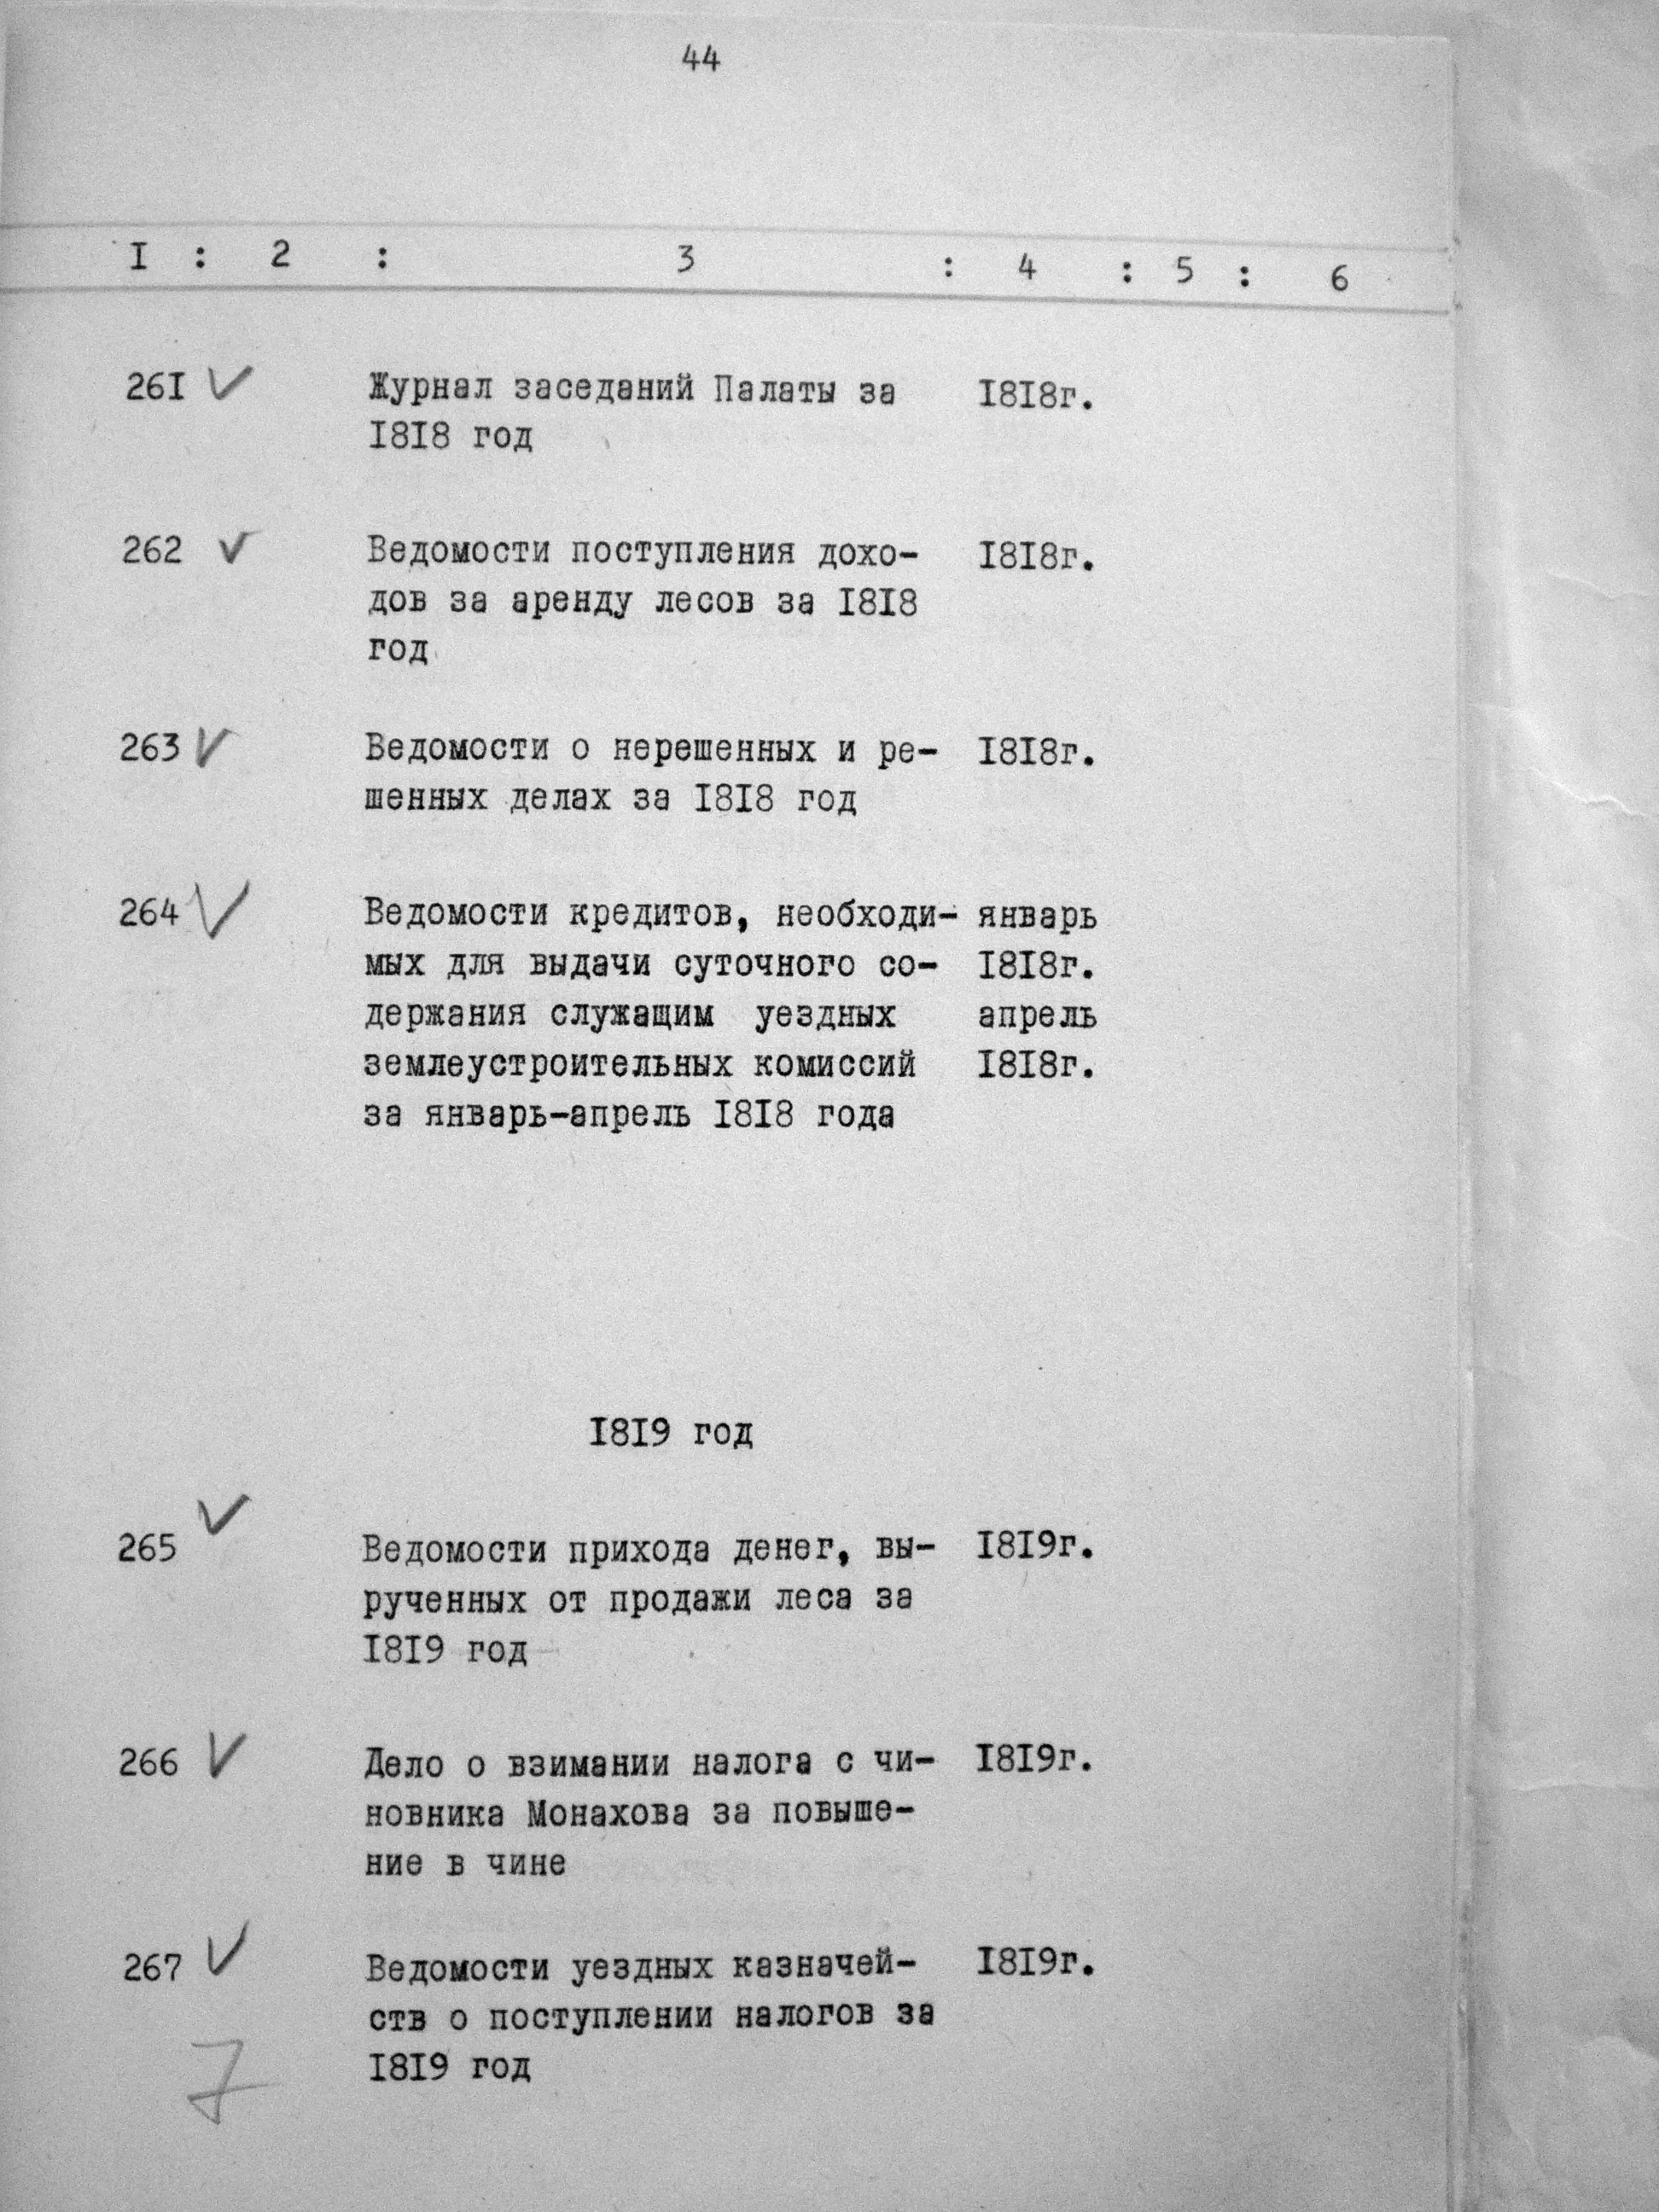 44
I : 2 : 3 : 4 : 5 : 6
26I ✓ Журнал заседаний Палаты за I8I8г.
I8I8 год
262 ✓ Ведомости поступления дохо- I8I8г.
дов за аренду лесов за I8I8
год
263 ✓ Ведомости о нерешенных и ре- I8I8г.
шенных делах за I8I8 год
264 ✓ Ведомости кредитов, необходи- январь
мых для выдачи суточного со- I8I8г.
держания служащим уездных апрель
землеустроительных комиссий I8I8г.
за январь-апрель I8I8 года
I8I9 год
265 ✓ Ведомости прихода денег, вы- I8I9г.
рученных от продажи леса за
I8I9 год
266 ✓ Дело о взимании налога с чи- I8I9г.
новника Монахова за повыше-
ние в чине
267 ✓ Ведомости уездных казначей- I8I9г.
ств о поступлении налогов за
I8I9 год
7